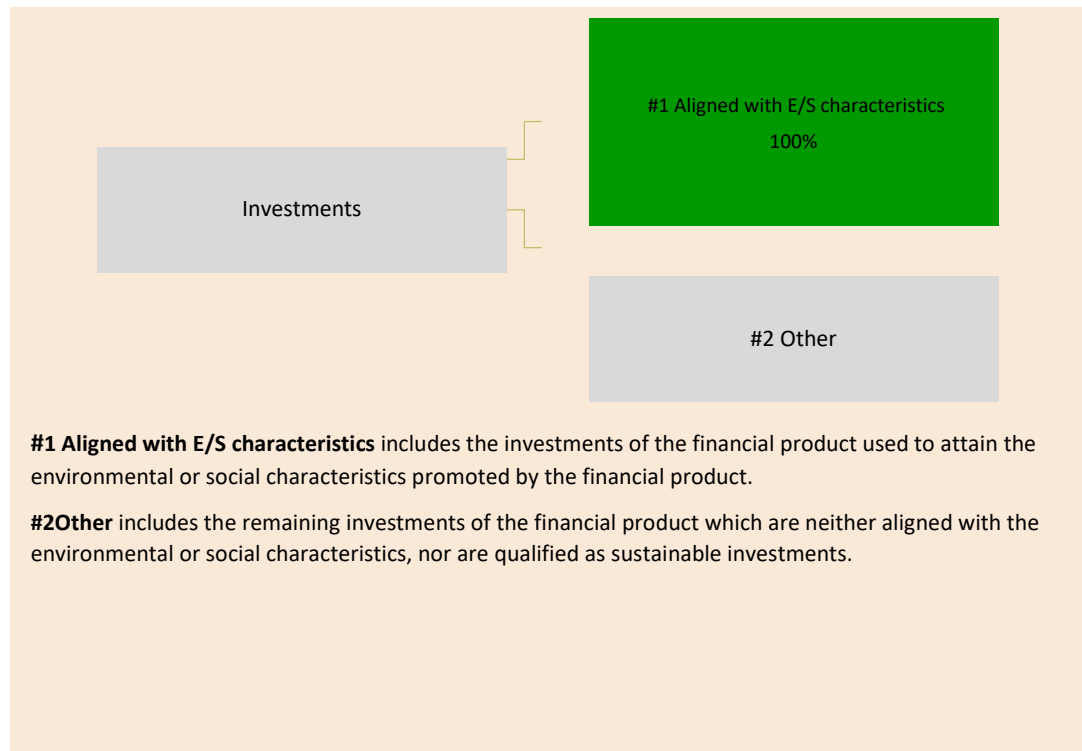 #1 Aligned with E/S characteristics
100%
Investments
#2 Other
#1 Aligned with E/S characteristics includes the investments of the financial product used to attain the
environmental or social characteristics promoted by the financial product.
#2Other includes the remaining investments of the financial product which are neither aligned with the
environmental or social characteristics, nor are qualified as sustainable investments.